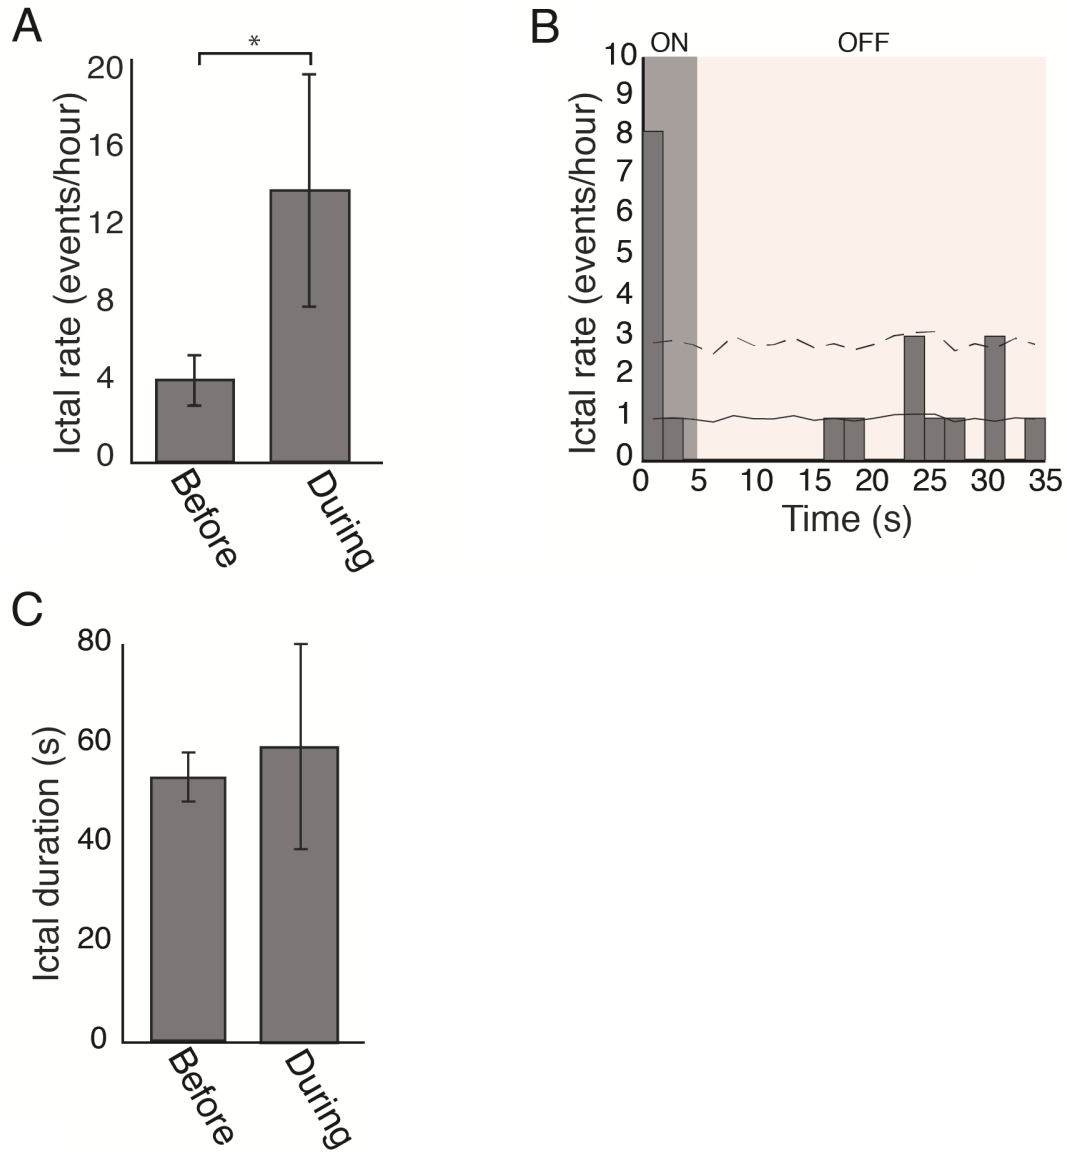 A
*
Ictal rate (events/hour)
20
16
12
8
4
0
Before
During
B
ON
OFF
Ictal rate (events/hour)
10
9
8
7
6
5
4
3
2
1
0
0 5 10 15 20 25 30 35
Time (s)
C
Ictal duration (s)
80
60
40
20
0
Before
During